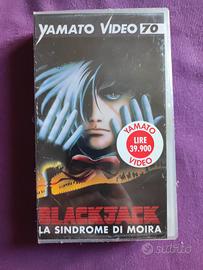 YAMATO VIDEO 70
YAMATO
LIRE
39.900
VIDEO
BLACK JACK
LA SINDROME DI MOIRA
subito